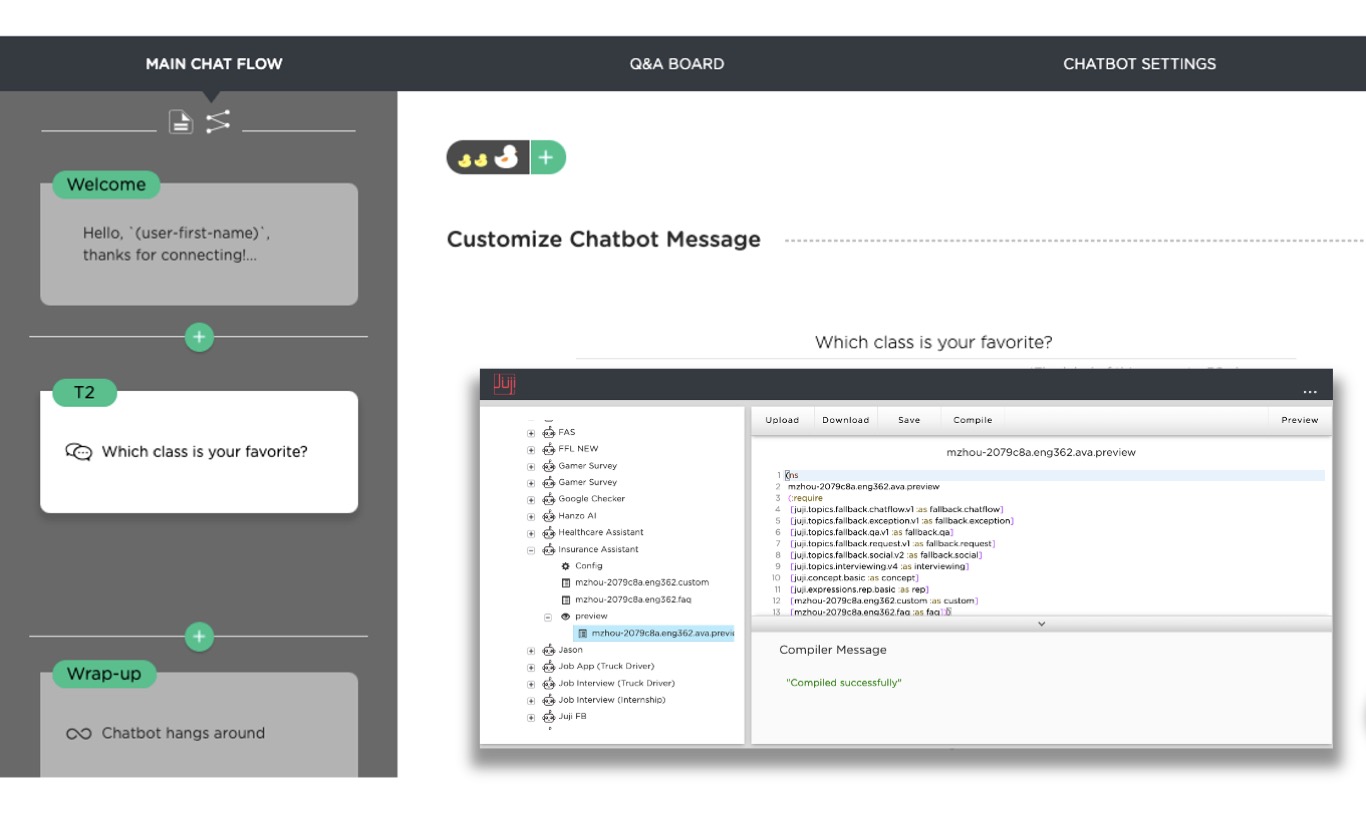 MAIN CHAT FLOW
Q&A BOARD
CHATBOT SETTINGS
Welcome
Hello, `(user-first-name)`,
thanks for connecting!...
T2
Which class is your favorite?
Wrap-up
Chatbot hangs around
Customize Chatbot Message
Which class is your favorite?
Juji
...
FAS
FFL NEW
Gamer Survey
Gamer Survey
Google Checker
Hanzo AI
Healthcare Assistant
Insurance Assistant
Config
mzhou-2079c8a.eng362.custom
mzhou-2079c8a.eng362.faq
preview
mzhou-2079c8a.eng362.ava.previ
Jason
Job App (Truck Driver)
Job Interview (Truck Driver)
Job Interview (Internship)
Juji FB
Upload Download Save Compile Preview
mzhou-2079c8a.eng362.ava.preview
1 (ns
2 mzhou-2079c8a.eng362.ava.preview
3 (:require
4 [juji.topics.fallback.chatflow.v1 :as fallback.chatflow]
5 [juji.topics.fallback.exception.v1 :as fallback.exception]
6 [juji.topics.fallback.qa.v1 :as fallback.qa]
7 [juji.topics.fallback.request.v1 :as fallback.request]
8 [juji.topics.fallback.social.v2 :as fallback.social]
9 [juji.topics.interviewing.v4 :as interviewing]
10 [juji.concept.basic :as concept]
11 [juji.expressions.rep.basic :as rep]
12 [mzhou-2079c8a.eng362.custom :as custom]
13 [mzhou-2079c8a.eng362.faq :as faq]
Compiler Message
"Compiled successfully"